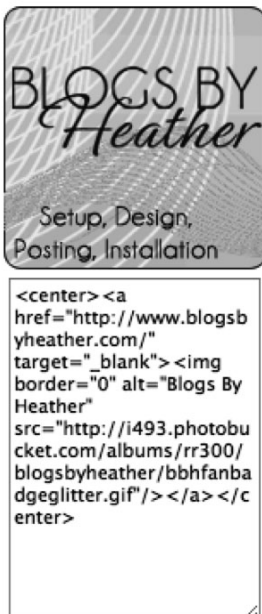 BLOGS BY
Heather
Setup, Design,
Posting, Installation
<center><a
href="http://www.blogsb
yheather.com/"
target="_blank"><img
border="0" alt="Blogs By
Heather"
src="http://i493.photobu
cket.com/albums/rr300/
blogsbyheather/bbhfanba
dgeglitter.gif"/></a></c
enter>